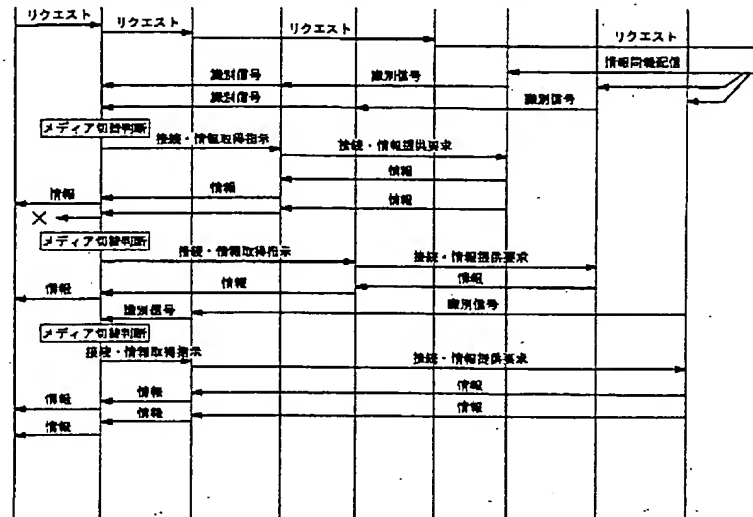 リクエスト
リクエスト
リクエスト
リクエスト
情報同報配信
識別信号
識別信号
識別信号
識別信号
メディア切替判断
接続・情報取得指示
接続・情報提供要求
情報
情報
情報
情報
メディア切替判断
接続・情報取得指示
接続・情報提供要求
情報
情報
情報
識別信号
識別信号
メディア切替判断
接続・情報取得指示
接続・情報提供要求
情報
情報
情報
情報
情報
情報